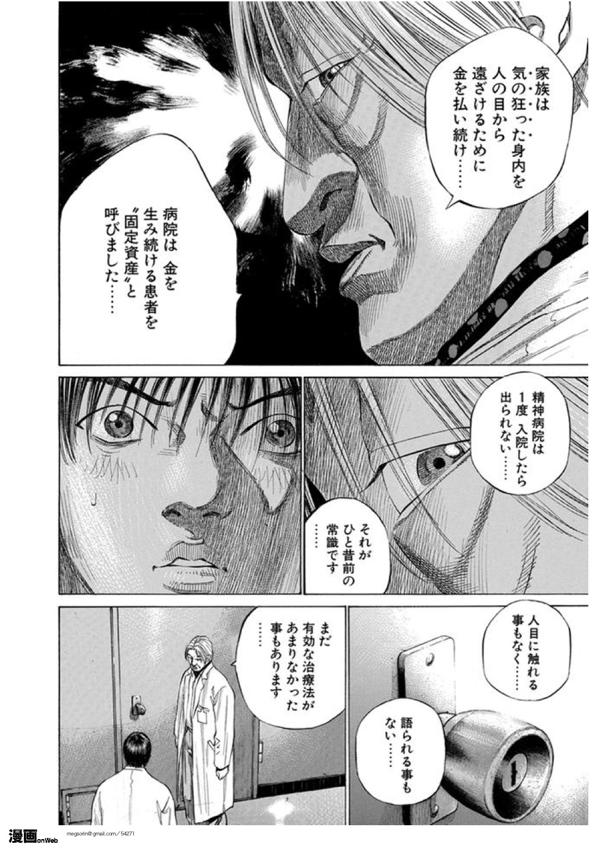 家族は
気の狂った身内を
人の目から
遠ざけるために
金を払い続け……
病院は 金を
生み続ける患者を
〝固定資産〟と
呼びました……
精神病院は
1度 入院したら
出られない……
それが
ひと昔前の
常識です
……
人目に触れる
事もなく……
語られる事も
ない……
まだ
有効な治療法が
あまりなかった
事もあります
……
漫画 on Web
megaorin@gmail.com/54271